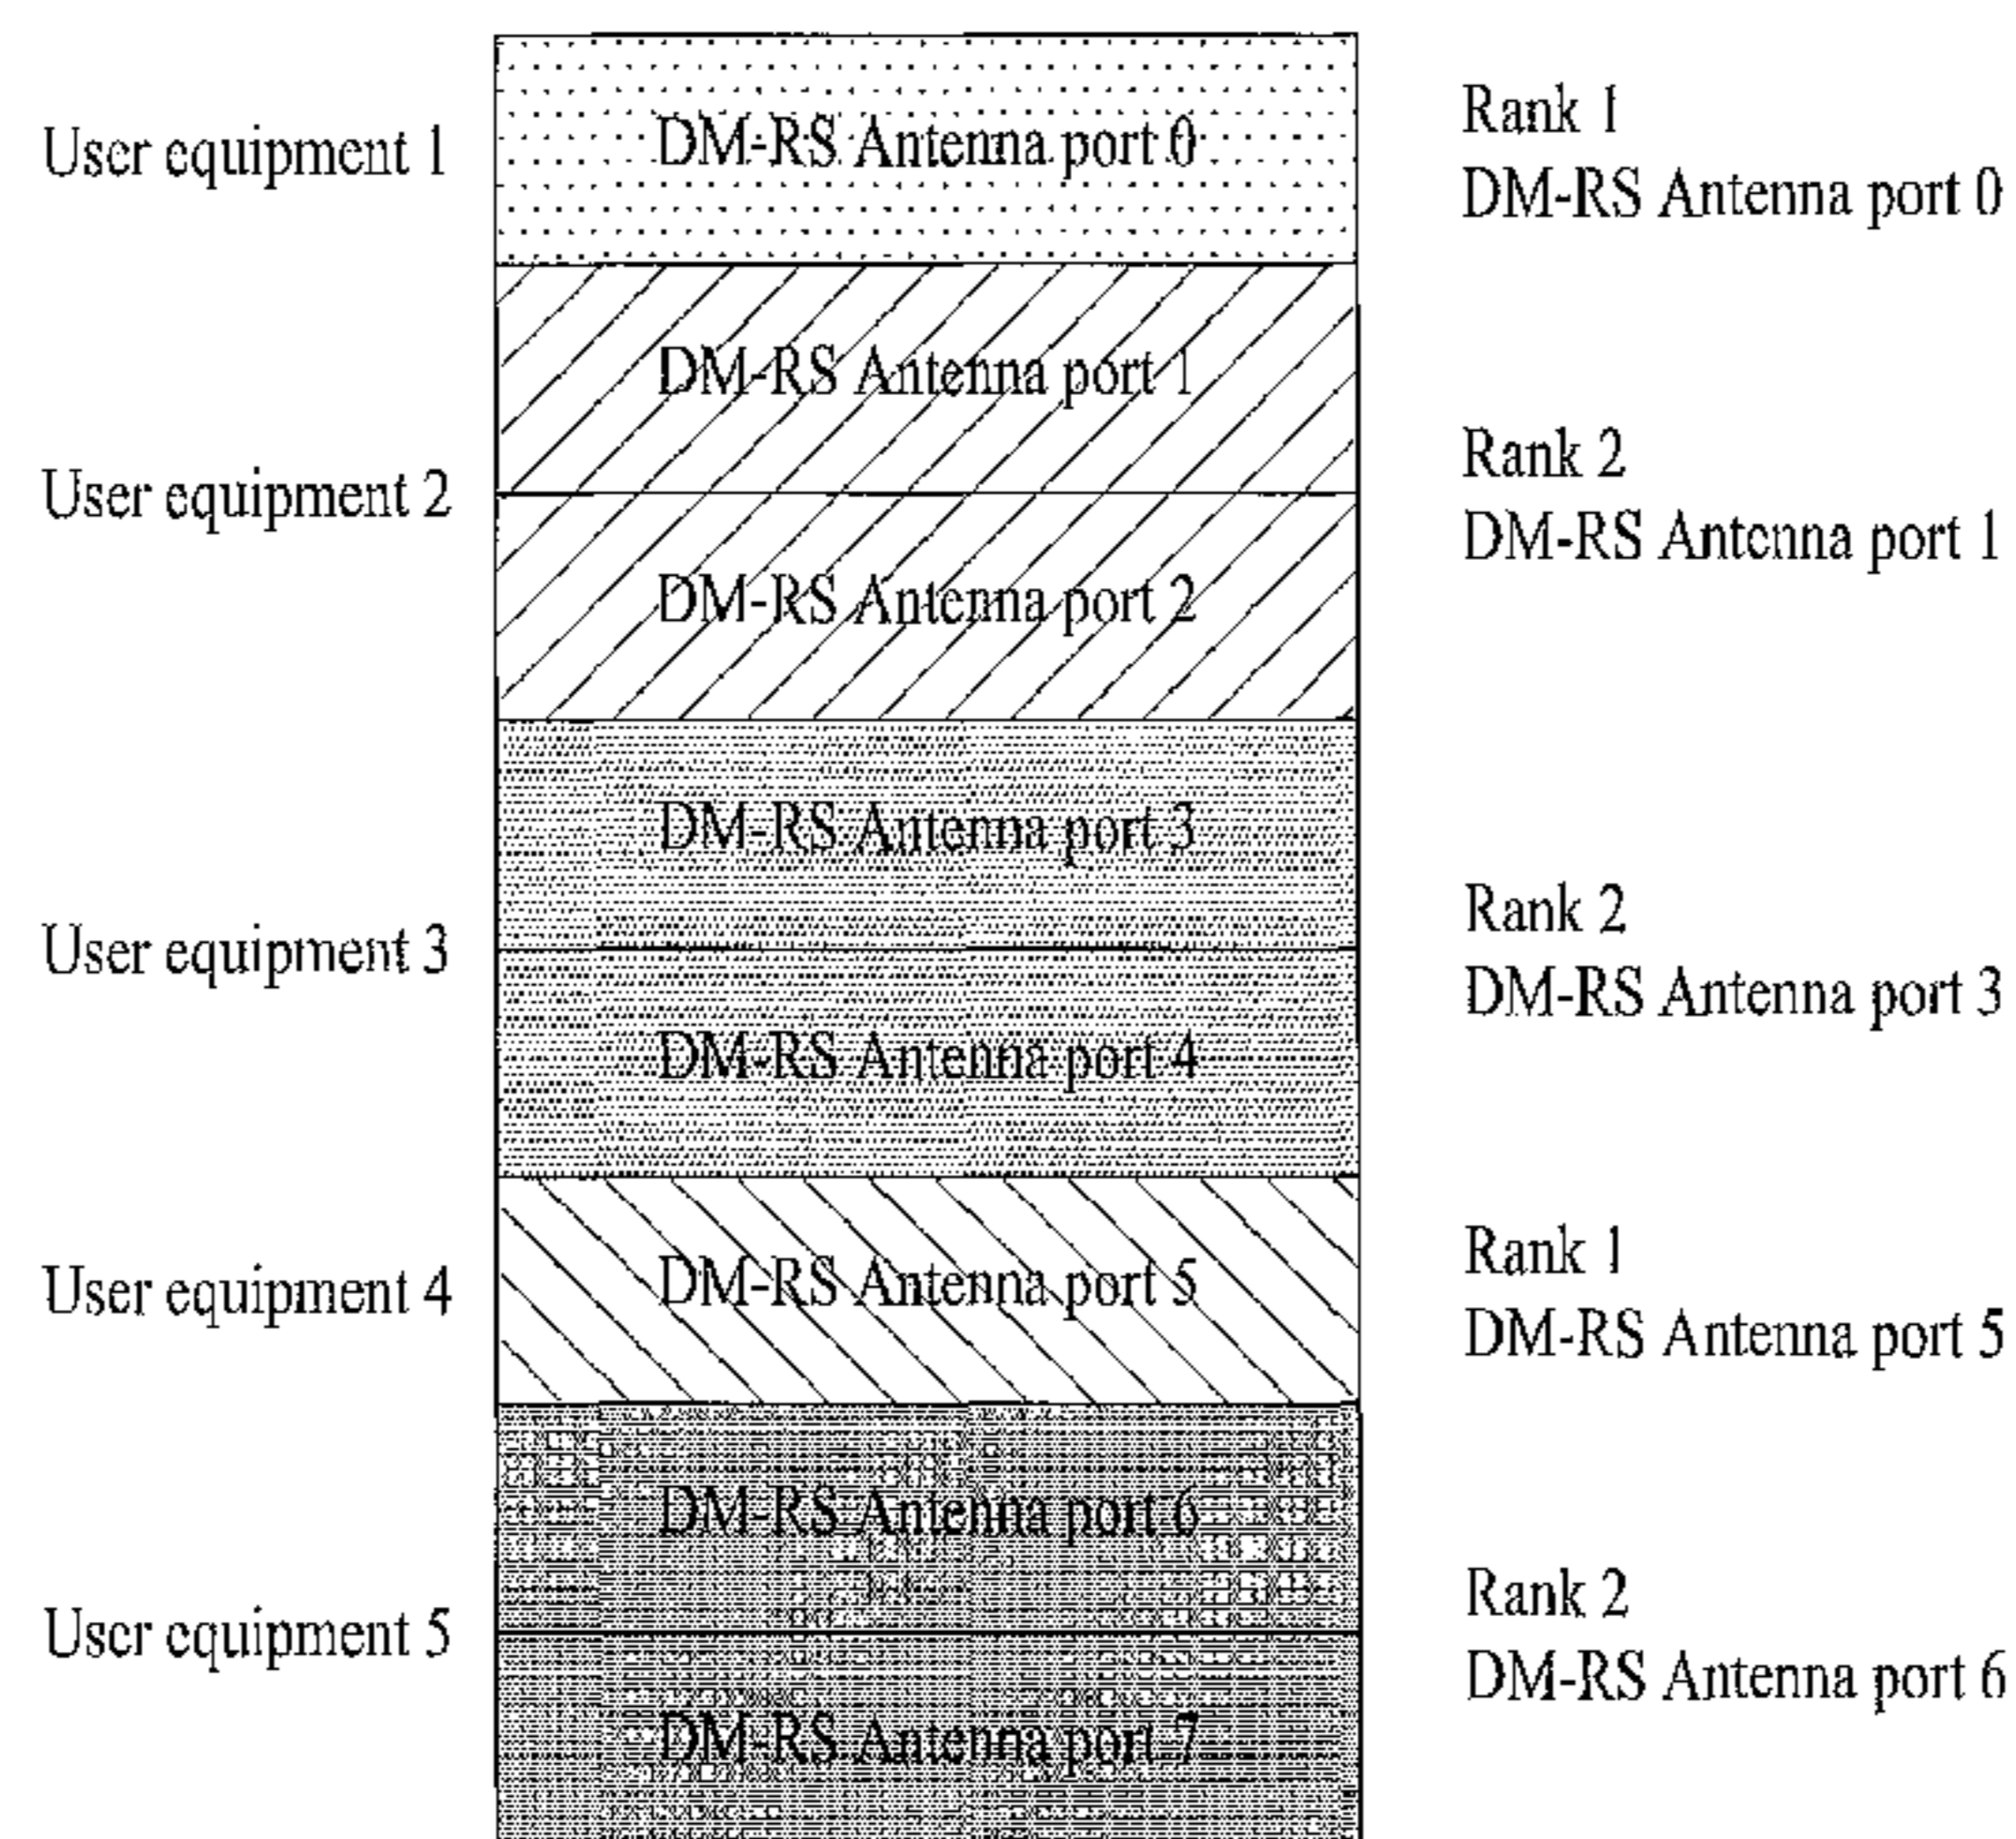 User equipment 1
DM-RS Antenna port 0
Rank 1
DM-RS Antenna port 0
User equipment 2
DM-RS Antenna port 1
DM-RS Antenna port 2
Rank 2
DM-RS Antenna port 1
User equipment 3
DM-RS Antenna port 3
DM-RS Antenna port 4
Rank 2
DM-RS Antenna port 3
User equipment 4
DM-RS Antenna port 5
Rank 1
DM-RS Antenna port 5
User equipment 5
DM-RS Antenna port 6
DM-RS Antenna port 7
Rank 2
DM-RS Antenna port 6